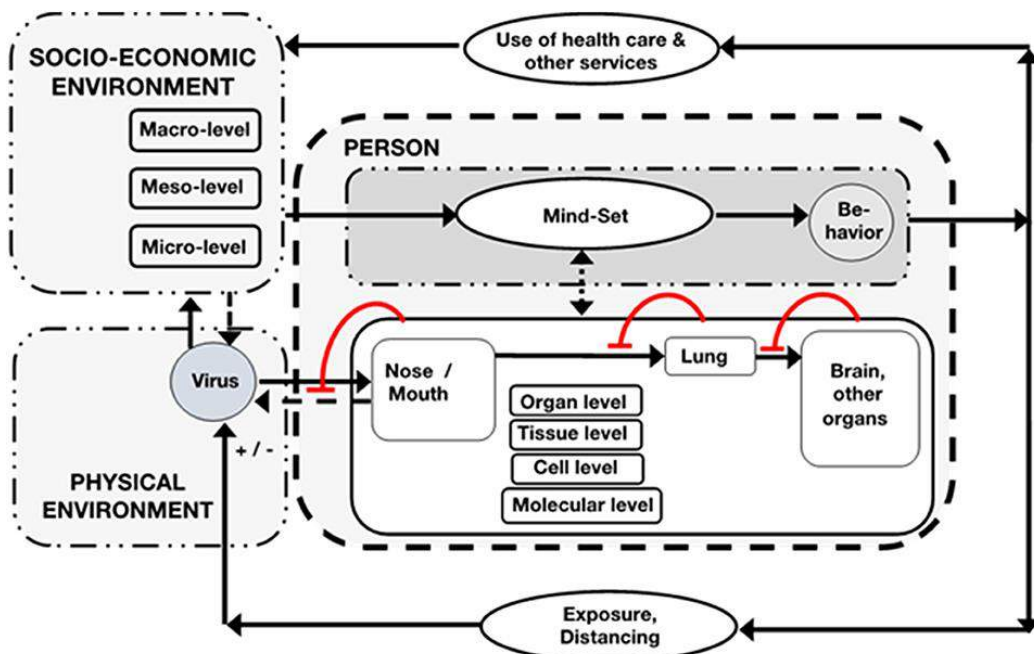 Use of health care &
other services
SOCIO-ECONOMIC
ENVIRONMENT
Macro-level
Meso-level
Micro-level
PERSON
Mind-Set
Be-
havior
Virus
+ / -
PHYSICAL
ENVIRONMENT
Nose /
Mouth
Lung
Brain,
other
organs
Organ level
Tissue level
Cell level
Molecular level
Exposure,
Distancing